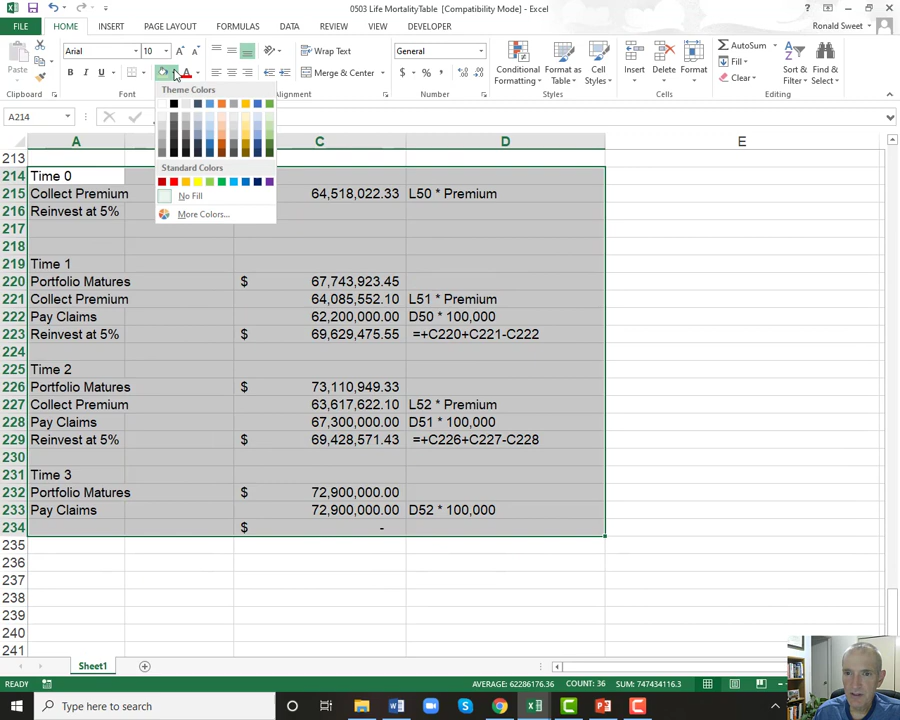 0503 Life MortalityTable [Compatibility Mode] - Excel
FILE HOME INSERT PAGE LAYOUT FORMULAS DATA REVIEW VIEW DEVELOPER Ronald Sweet
Paste
Arial 10
B I U
Wrap Text
Merge & Center
General
$ % ,
Conditional Formatting
Format as Table
Cell Styles
Insert Delete Format
AutoSum
Fill
Clear
Sort & Filter
Find & Select
Clipboard Font Alignment Number Styles Cells Editing
Theme Colors
Standard Colors
No Fill
More Colors...
A214
A C D E
213
214 Time 0
215 Collect Premium 64,518,022.33 L50 * Premium
216 Reinvest at 5%
217
218
219 Time 1
220 Portfolio Matures $ 67,743,923.45
221 Collect Premium 64,085,552.10 L51 * Premium
222 Pay Claims 62,200,000.00 D50 * 100,000
223 Reinvest at 5% $ 69,629,475.55 =+C220+C221-C222
224
225 Time 2
226 Portfolio Matures $ 73,110,949.33
227 Collect Premium 63,617,622.10 L52 * Premium
228 Pay Claims 67,300,000.00 D51 * 100,000
229 Reinvest at 5% $ 69,428,571.43 =+C226+C227-C228
230
231 Time 3
232 Portfolio Matures $ 72,900,000.00
233 Pay Claims 72,900,000.00 D52 * 100,000
234 $ -
235
236
237
238
239
240
241
Sheet1
READY AVERAGE: 62286176.36 COUNT: 36 SUM: 747434116.3
Type here to search